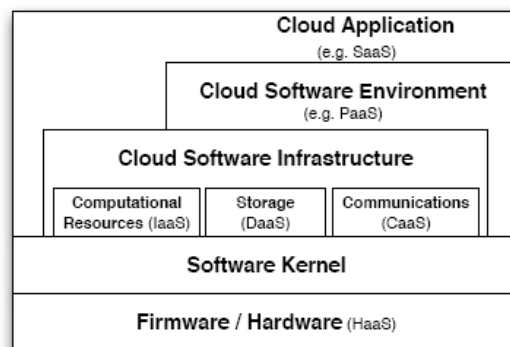 Cloud Application
(e.g. SaaS)
Cloud Software Environment
(e.g. PaaS)
Cloud Software Infrastructure
Computational
Resources (IaaS)
Storage
(DaaS)
Communications
(CaaS)
Software Kernel
Firmware / Hardware (HaaS)